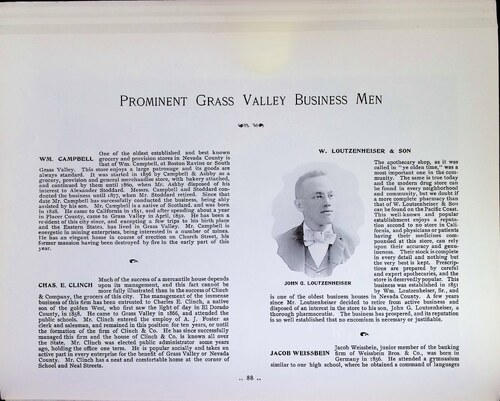 PROMINENT GRASS VALLEY BUSINESS MEN
WM. CAMPBELL
One of the oldest established and best known
grocery and provision stores in Nevada County is
that of Wm. Campbell, at Boston Ravine or South
Grass Valley. This store enjoys a large patronage and its goods are
always standard. It was started in 1856 by Campbell & Ashby as a
grocery, provision and general merchandise store, with bakery attached,
and continued by them until 1860, when Mr. Ashby disposed of his
interest to Alexander Stoddard. Messrs. Campbell and Stoddard con-
ducted the business until 1877, when Mr. Stoddard retired. Since that
date Mr. Campbell has successfully conducted the business, being ably
assisted by his son. Mr. Campbell is a native of Scotland, and was born
in 1828. He came to California in 1851, and after spending about a year
in Placer County, came to Grass Valley in April, 1852. He has been a
resident of this city since, and excepting a few trips to his birth place
and the Eastern States, has lived in Grass Valley. Mr. Campbell is
energetic in mining enterprises, being interested in a number of mines.
He has an elegant house in course of erection on Church Street, his
former mansion having been destroyed by fire in the early part of this
year.
CHAS. E. CLINCH
Much of the success of a mercantile house depends
upon its management, and this fact cannot be
more fully illustrated than in the success of Clinch
& Company, the grocers of this city. The management of the immense
business of this firm has been entrusted to Charles E. Clinch, a native
son of the golden West, who first saw the light of day in El Dorado
County, in 1858. He came to Grass Valley in 1866, and attended the
public schools. Mr. Clinch entered the employ of A. J. Foster as
clerk and salesman, and remained in this position for ten years, or until
the formation of the firm of Clinch & Co. He has since successfully
managed this firm and the house of Clinch & Co. is known all over
the State. Mr. Clinch was elected public administrator some years
ago, holding the office one term. He is popular socially and takes an
active part in every enterprise for the benefit of Grass Valley or Nevada
County. Mr. Clinch has a neat and comfortable home at the corner of
School and Neal Streets.
W. LOUTZENHEISER & SON
The apothecary shop, as it was
called in "ye olden time," was a
most important one in the com-
munity. The same is true today
and the modern drug store can
be found in every neighborhood
and community, but we doubt if
a more complete pharmacy than
that of W. Loutzenheiser & Son
can be found on the Pacific Coast.
This well-known and popular
establishment enjoys a reputa-
tion second to no store in Cali-
fornia, and physicians or patients
having their medicines com-
pounded at this store, can rely
upon their accuracy and genu-
ineness. Their stock is complete
in every detail and nothing but
the very best is kept. Prescrip-
tions are prepared by careful
and expert apothecaries, and the
store is deservedly popular. This
business was established in 1851
by Wm. Loutzenheiser, Sr., and
JOHN G. LOUTZENHEISER
is one of the oldest business houses in Nevada County. A few years
since Mr. Loutzenheiser decided to retire from active business and
disposed of an interest in the store to his son, John G. Loutzenheiser, a
thorough pharmaceutist. The business has prospered, and its reputation
is so well established that no encomium is necessary or justifiable.
JACOB WEISSBEIN
Jacob Weissbein, junior member of the banking
firm of Weissbein Bros. & Co., was born in
Germany in 1856. He attended a gymnasium
similar to our high school, where he obtained a command of languages
.. 88 ..